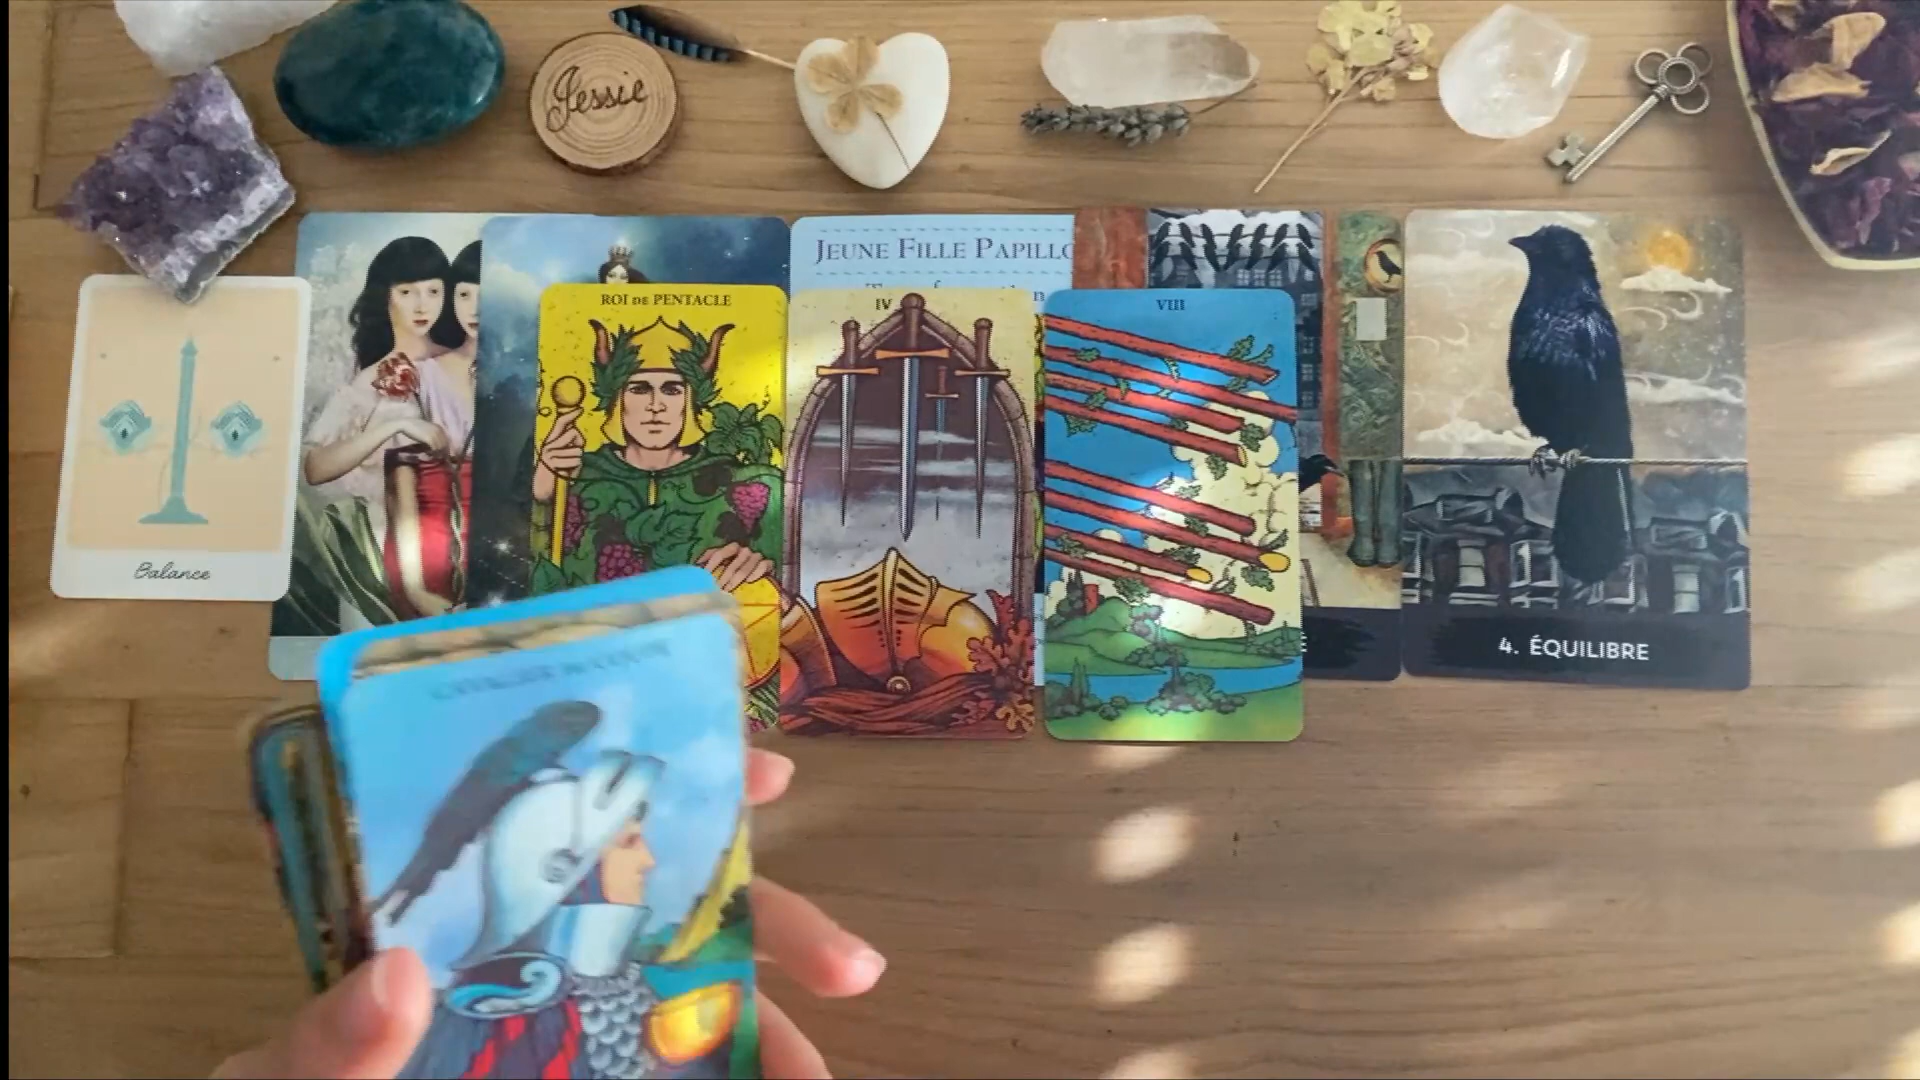 Jessie
JEUNE FILLE PAPILLO
ROI DE PENTACLE
IV
VIII
Balance
4. ÉQUILIBRE